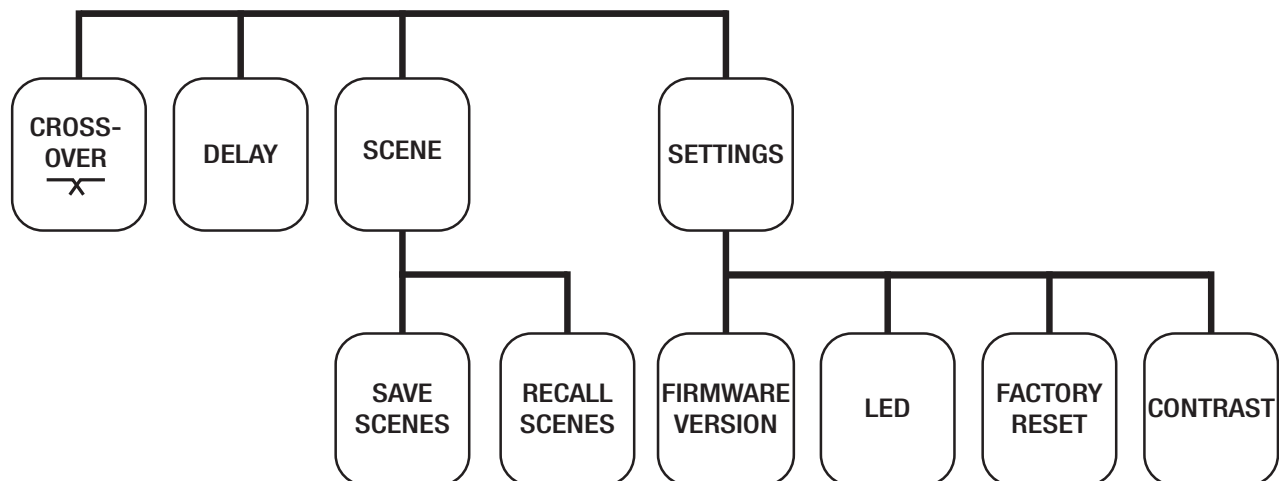 CROSS-
OVER
DELAY
SCENE
SETTINGS
SAVE
SCENES
RECALL
SCENES
FIRMWARE
VERSION
LED
FACTORY
RESET
CONTRAST